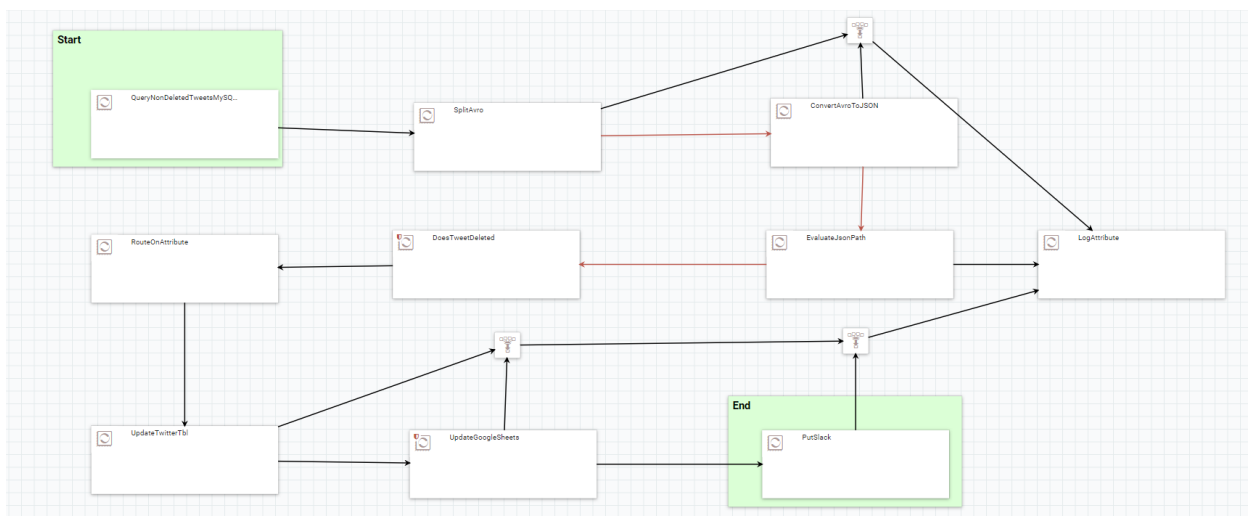 Start
QueryNonDeletedTweetsMySQ...
SplitAvro
ConvertAvroToJSON
RouteOnAttribute
DoesTweetDeleted
EvaluateJsonPath
LogAttribute
End
UpdateTwitterTbl
UpdateGoogleSheets
PutSlack